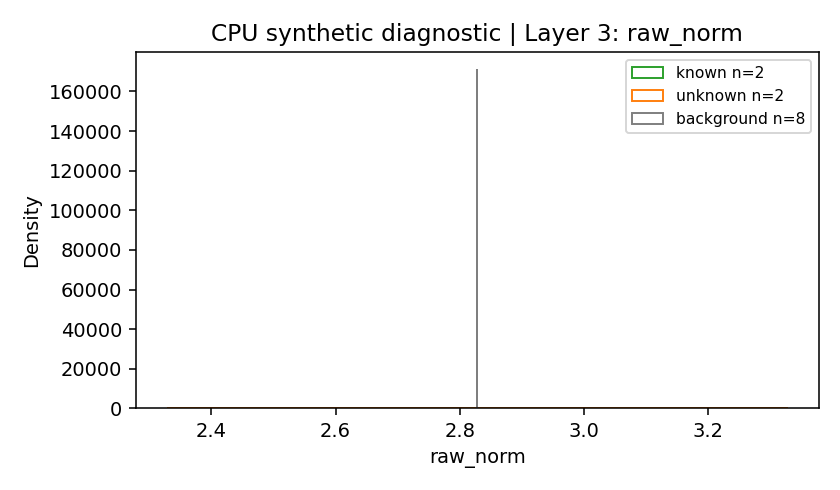 CPU synthetic diagnostic | Layer 3: raw_norm
known n=2
unknown n=2
background n=8
Density
160000
140000
120000
100000
80000
60000
40000
20000
0
2.4 2.6 2.8 3.0 3.2
raw_norm